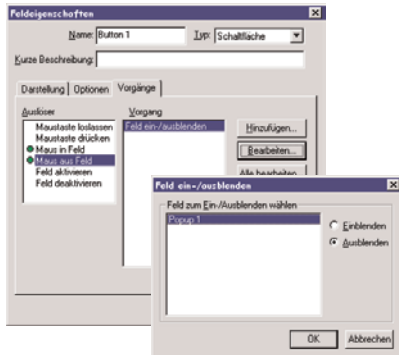 Feldeigenschaften
Name: Button 1 Typ: Schaltfläche
Kurze Beschreibung:
Darstellung Optionen Vorgänge
Auslöser Vorgang
Maustaste loslassen
Maustaste drücken
Maus in Feld
Maus aus Feld
Feld aktivieren
Feld deaktivieren
Feld ein-/ausblenden
Hinzufügen...
Bearbeiten...
Alle bearbeiten
Feld ein-/ausblenden
Feld zum Ein-/Ausblenden wählen
Popup 1
Einblenden
Ausblenden
OK Abbrechen